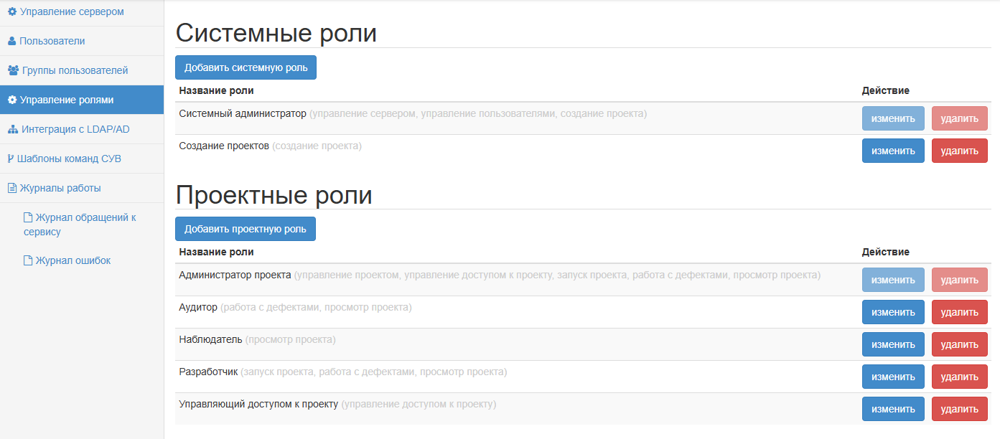 Управление сервером
Пользователи
Группы пользователей
Управление ролями
Интеграция с LDAP/AD
Шаблоны команд СУВ
Журналы работы
Журнал обращений к
сервису
Журнал ошибок
Системные роли
Добавить системную роль
Название роли Действие
Системный администратор (управление сервером, управление пользователями, создание проекта) изменить удалить
Создание проектов (создание проекта) изменить удалить
Проектные роли
Добавить проектную роль
Название роли Действие
Администратор проекта (управление проектом, управление доступом к проекту, запуск проекта, работа с дефектами, просмотр проекта) изменить удалить
Аудитор (работа с дефектами, просмотр проекта) изменить удалить
Наблюдатель (просмотр проекта) изменить удалить
Разработчик (запуск проекта, работа с дефектами, просмотр проекта) изменить удалить
Управляющий доступом к проекту (управление доступом к проекту) изменить удалить